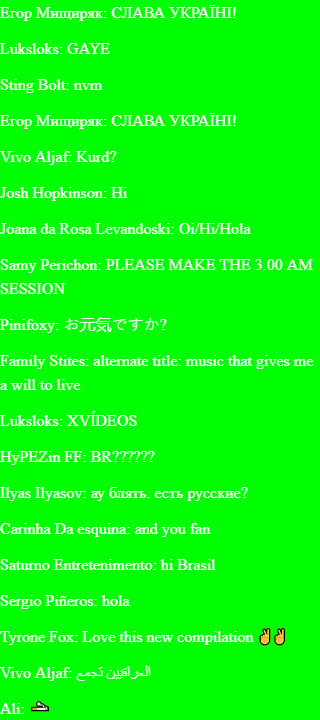 Егор Мищиряк: СЛАВА УКРАЇНІ!
Luksloks: GAYE
Sting Bolt: nvm
Егор Мищиряк: СЛАВА УКРАЇНІ!
Vivo Aljaf: Kurd?
Josh Hopkinson: Hi
Joana da Rosa Levandoski: Oi/Hi/Hola
Samy Perichon: PLEASE MAKE THE 3.00 AM
SESSION
Pinifoxy: お元気ですか?
Family Stites: alternate title: music that gives me
a will to live
Luksloks: XVÍDEOS
HyPEZin FF: BR??????
Ilyas Ilyasov: ау блять. есть русские?
Carinha Da esquina: and you fan
Saturno Entretenimento: hi Brasil
Sergio Piñeros: hola
Tyrone Fox: Love this new compilation ✌✌
Vivo Aljaf: العراقيين تجمع
Ali: